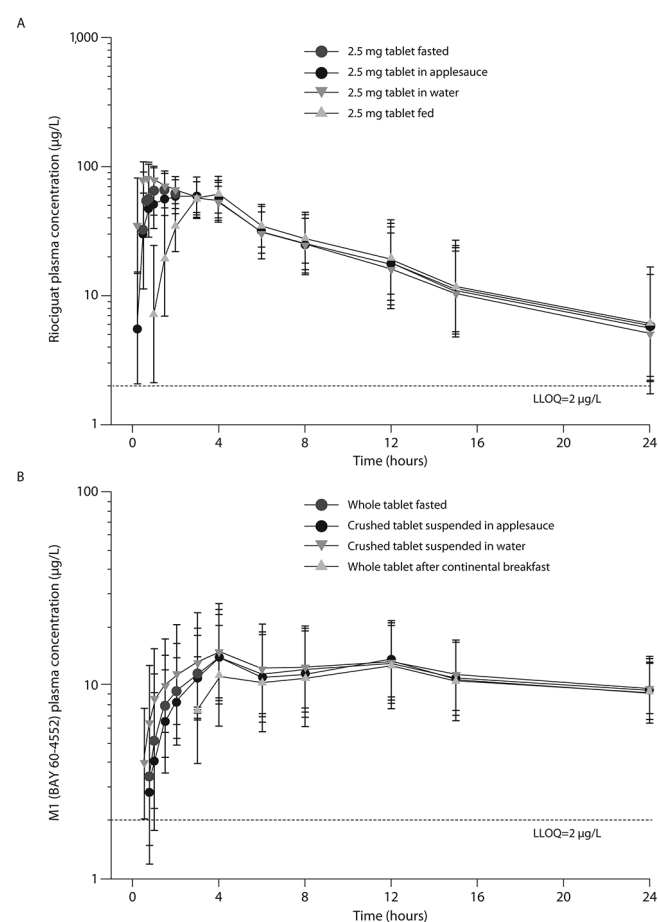 A
1,000
100
10
1
Riociguat plasma concentration (µg/L)
2.5 mg tablet fasted
2.5 mg tablet in applesauce
2.5 mg tablet in water
2.5 mg tablet fed
LLOQ=2 µg/L
0 4 8 12 16 20 24
Time (hours)
B
100
10
1
M1 (BAY 60-4552) plasma concentration (µg/L)
Whole tablet fasted
Crushed tablet suspended in applesauce
Crushed tablet suspended in water
Whole tablet after continental breakfast
LLOQ=2 µg/L
0 4 8 12 16 20 24
Time (hours)